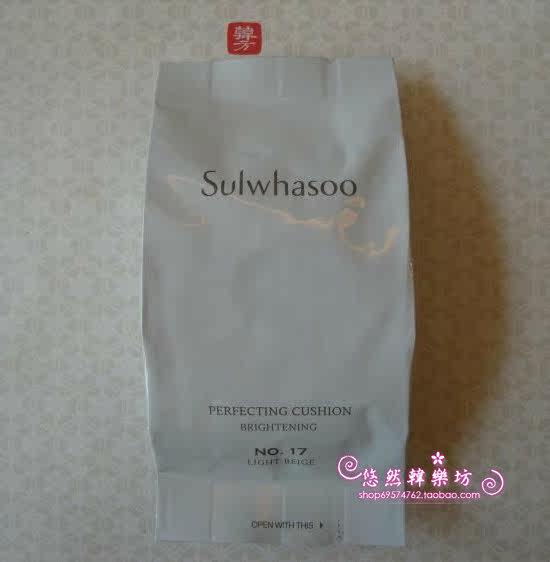 韓方
Sulwhasoo
PERFECTING CUSHION
BRIGHTENING
NO. 17
LIGHT BEIGE
悠然韓樂坊
shop69574762.taobao.com
OPEN WITH THIS